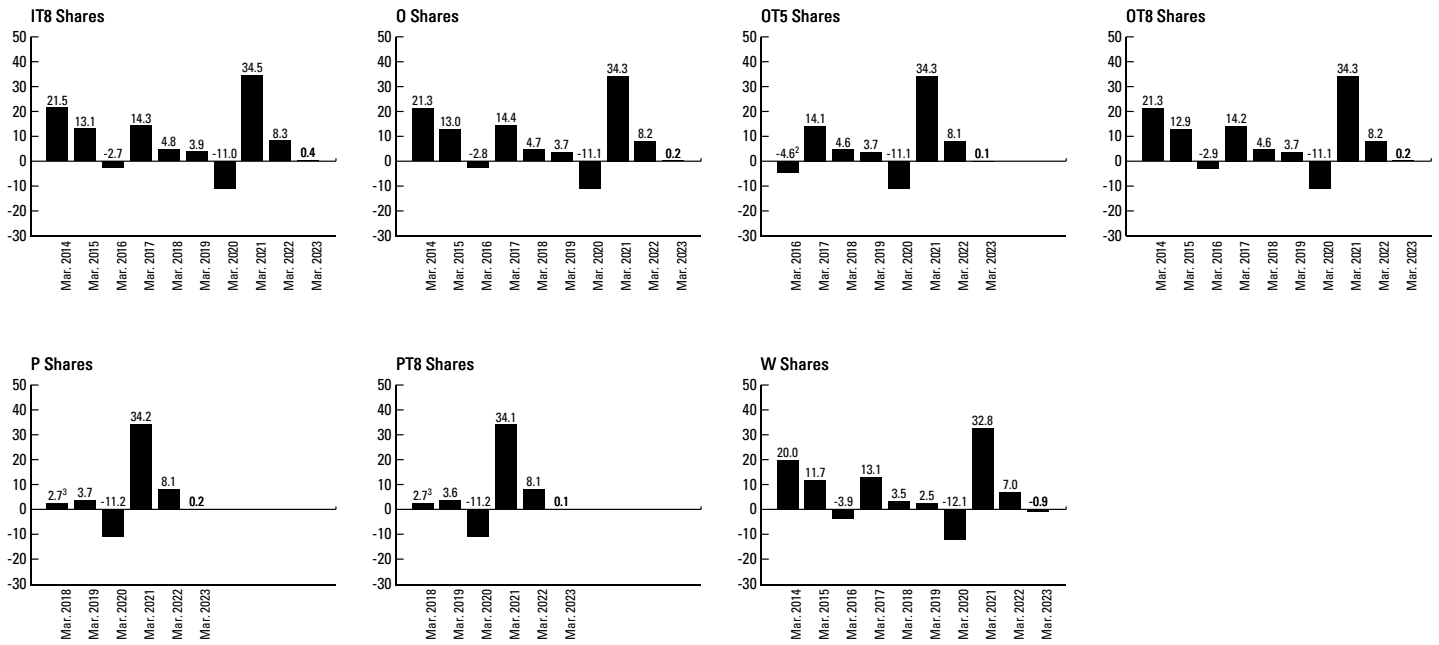 IT8 Shares
50
40
30
20
10
0
-10
-20
-30
21.5
13.1
-2.7
14.3
4.8
3.9
-11.0
34.5
8.3
0.4
Mar. 2014
Mar. 2015
Mar. 2016
Mar. 2017
Mar. 2018
Mar. 2019
Mar. 2020
Mar. 2021
Mar. 2022
Mar. 2023
O Shares
50
40
30
20
10
0
-10
-20
-30
21.3
13.0
-2.8
14.4
4.7
3.7
-11.1
34.3
8.2
0.2
Mar. 2014
Mar. 2015
Mar. 2016
Mar. 2017
Mar. 2018
Mar. 2019
Mar. 2020
Mar. 2021
Mar. 2022
Mar. 2023
OT5 Shares
50
40
30
20
10
0
-10
-20
-30
-4.6²
14.1
4.6
3.7
-11.1
34.3
8.1
0.1
Mar. 2016
Mar. 2017
Mar. 2018
Mar. 2019
Mar. 2020
Mar. 2021
Mar. 2022
Mar. 2023
OT8 Shares
50
40
30
20
10
0
-10
-20
-30
21.3
12.9
-2.9
14.2
4.6
3.7
-11.1
34.3
8.2
0.2
Mar. 2014
Mar. 2015
Mar. 2016
Mar. 2017
Mar. 2018
Mar. 2019
Mar. 2020
Mar. 2021
Mar. 2022
Mar. 2023
P Shares
50
40
30
20
10
0
-10
-20
-30
2.7³
3.7
-11.2
34.2
8.1
0.2
Mar. 2018
Mar. 2019
Mar. 2020
Mar. 2021
Mar. 2022
Mar. 2023
PT8 Shares
50
40
30
20
10
0
-10
-20
-30
2.7³
3.6
-11.2
34.1
8.1
0.1
Mar. 2018
Mar. 2019
Mar. 2020
Mar. 2021
Mar. 2022
Mar. 2023
W Shares
50
40
30
20
10
0
-10
-20
-30
20.0
11.7
-3.9
13.1
3.5
2.5
-12.1
32.8
7.0
-0.9
Mar. 2014
Mar. 2015
Mar. 2016
Mar. 2017
Mar. 2018
Mar. 2019
Mar. 2020
Mar. 2021
Mar. 2022
Mar. 2023